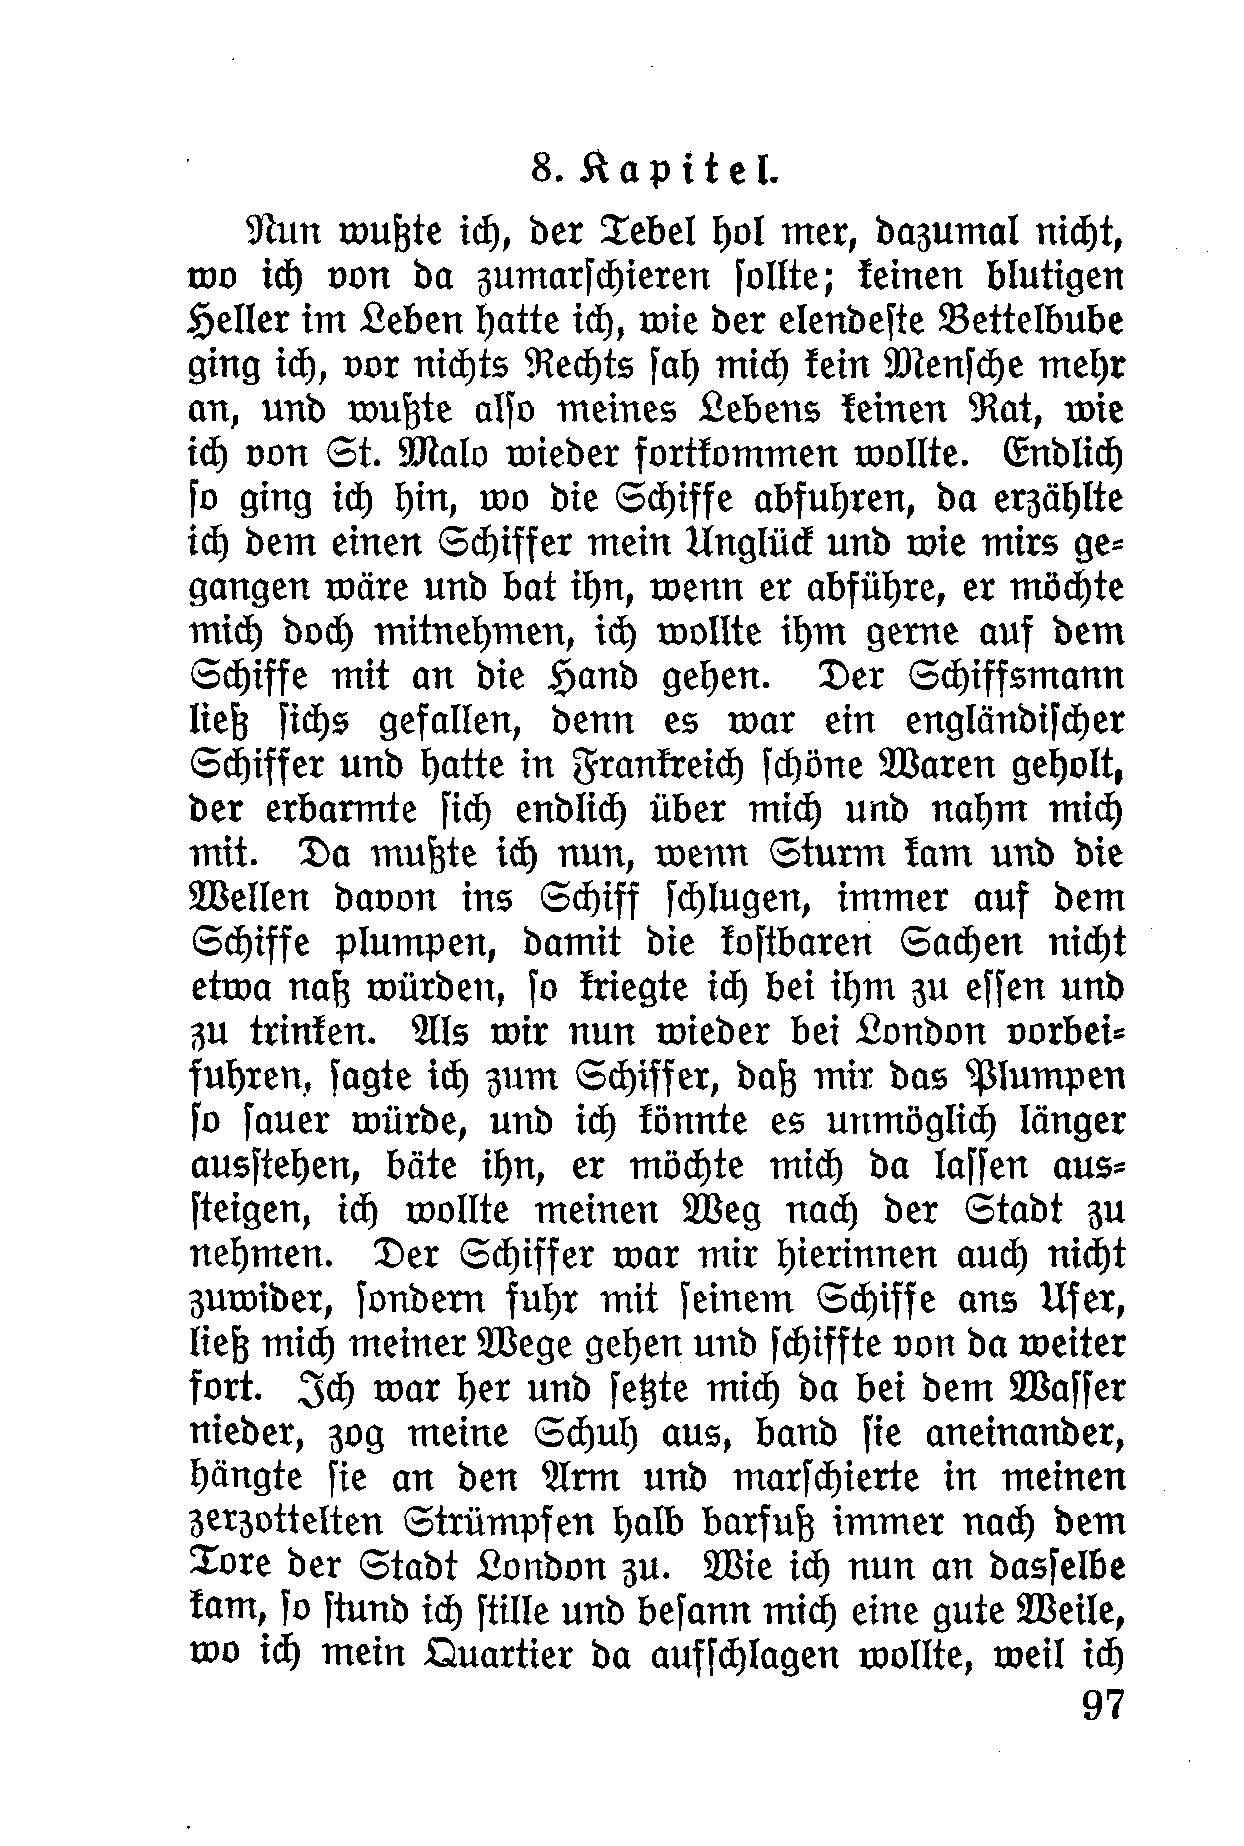 8. Kapitel.
Nun wußte ich, der Tebel hol mer, dazumal nicht,
wo ich von da zumarschieren sollte; keinen blutigen
Heller im Leben hatte ich, wie der elendeste Bettelbube
ging ich, vor nichts Rechts sah mich kein Mensche mehr
an, und wußte also meines Lebens keinen Rat, wie
ich von St. Malo wieder fortkommen wollte. Endlich
so ging ich hin, wo die Schiffe abfuhren, da erzählte
ich dem einen Schiffer mein Unglück und wie mirs ge-
gangen wäre und bat ihn, wenn er abführe, er möchte
mich doch mitnehmen, ich wollte ihm gerne auf dem
Schiffe mit an die Hand gehen. Der Schiffsmann
ließ sichs gefallen, denn es war ein engländischer
Schiffer und hatte in Frankreich schöne Waren geholt,
der erbarmte sich endlich über mich und nahm mich
mit. Da mußte ich nun, wenn Sturm kam und die
Wellen davon ins Schiff schlugen, immer auf dem
Schiffe plumpen, damit die kostbaren Sachen nicht
etwa naß würden, so kriegte ich bei ihm zu essen und
zu trinken. Als wir nun wieder bei London vorbei-
fuhren, sagte ich zum Schiffer, daß mir das Plumpen
so sauer würde, und ich könnte es unmöglich länger
ausstehen, bäte ihn, er möchte mich da lassen aus-
steigen, ich wollte meinen Weg nach der Stadt zu
nehmen. Der Schiffer war mir hierinnen auch nicht
zuwider, sondern fuhr mit seinem Schiffe ans Ufer,
ließ mich meiner Wege gehen und schiffte von da weiter
fort. Ich war her und setzte mich da bei dem Wasser
nieder, zog meine Schuh aus, band sie aneinander,
hängte sie an den Arm und marschierte in meinen
zerzottelten Strümpfen halb barfuß immer nach dem
Tore der Stadt London zu. Wie ich nun an dasselbe
kam, so stund ich stille und besann mich eine gute Weile,
wo ich mein Quartier da aufschlagen wollte, weil ich
97